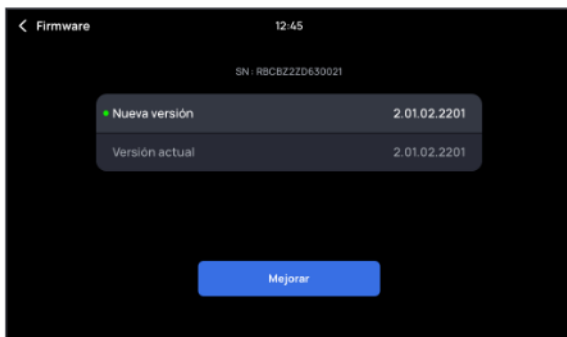 Firmware 12:45
SN: RBCBZ2ZD630021
Nueva versión 2.01.02.2201
Versión actual 2.01.02.2201
Mejorar